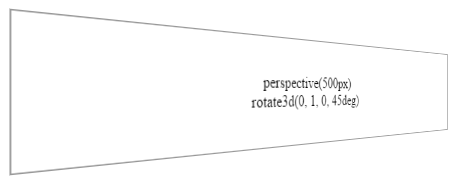 perspective(500px)
rotate3d(0, 1, 0, 45deg)